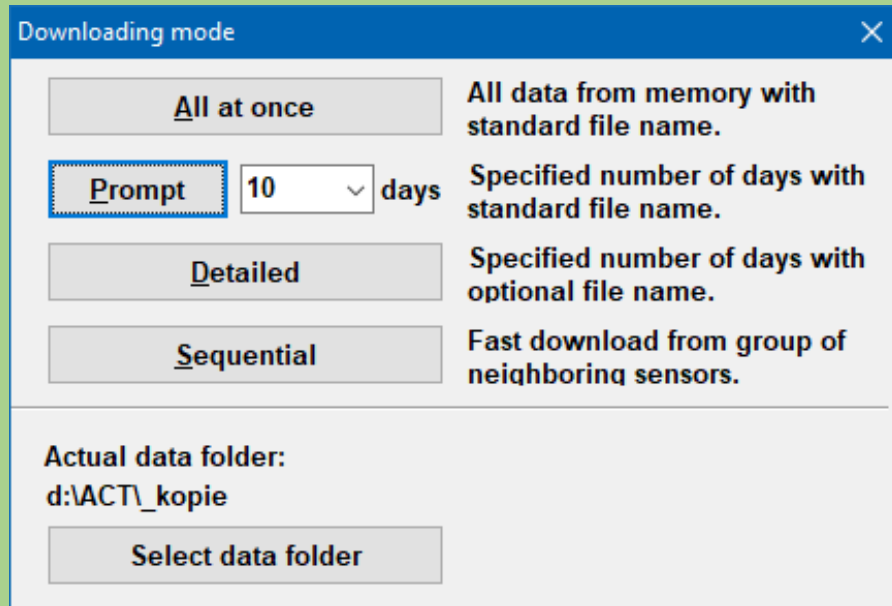 Downloading mode
All at once
All data from memory with
standard file name.
Prompt 10 days
Specified number of days with
standard file name.
Detailed
Specified number of days with
optional file name.
Sequential
Fast download from group of
neighboring sensors.
Actual data folder:
d:\ACT\_kopie
Select data folder